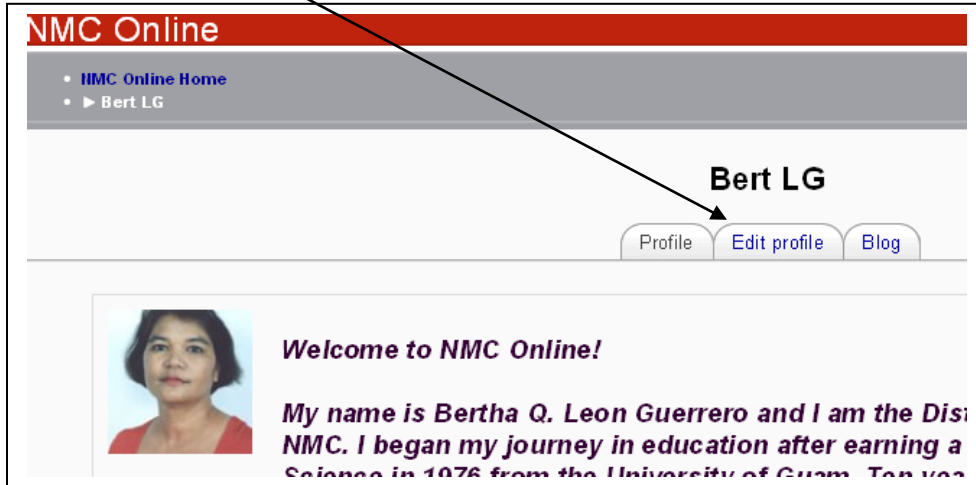 NMC Online
• NMC Online Home
• ► Bert LG
Bert LG
Profile Edit profile Blog
Welcome to NMC Online!
My name is Bertha Q. Leon Guerrero and I am the Dist
NMC. I began my journey in education after earning a
Science in 1976 from the University of Guam. Ten yea